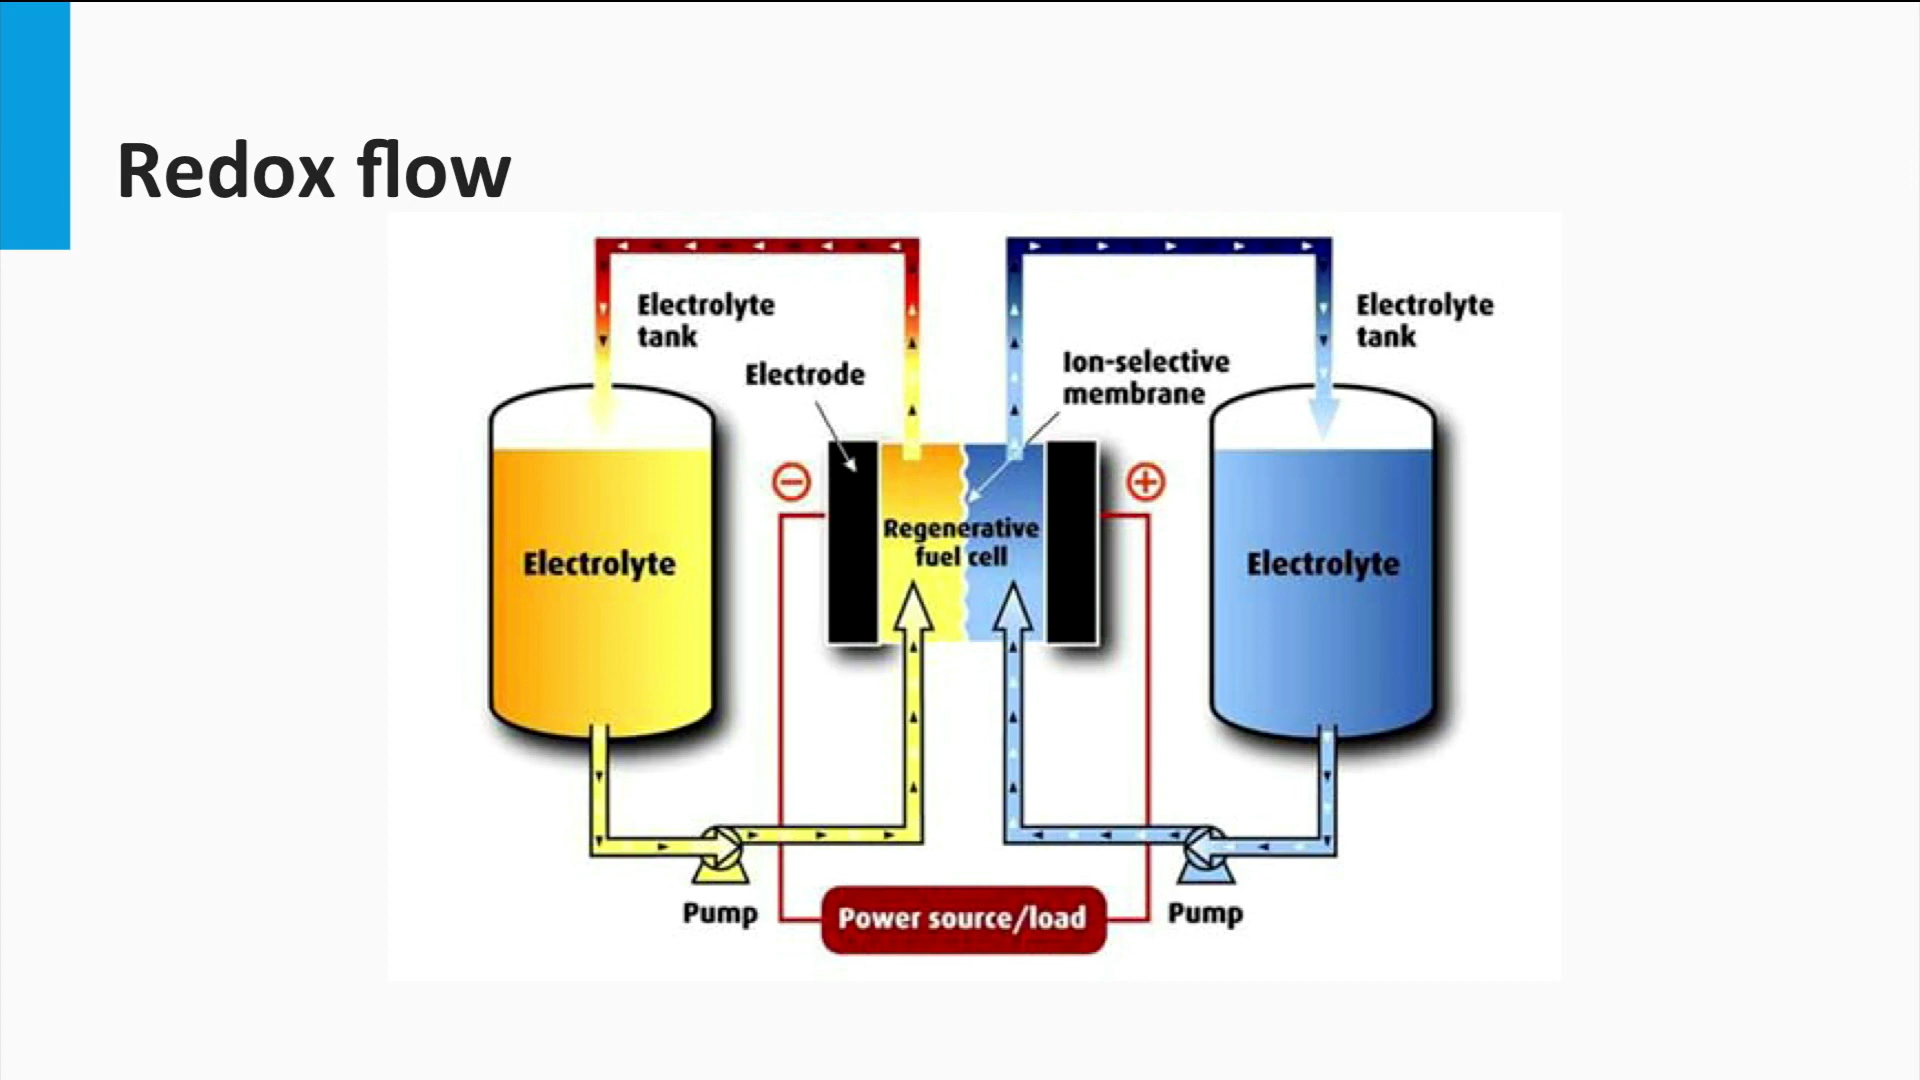 Redox flow
Electrolyte
tank
Electrolyte
tank
Electrode
Ion-selective
membrane
Regenerative
fuel cell
Electrolyte
Electrolyte
Pump
Power source/load
Pump